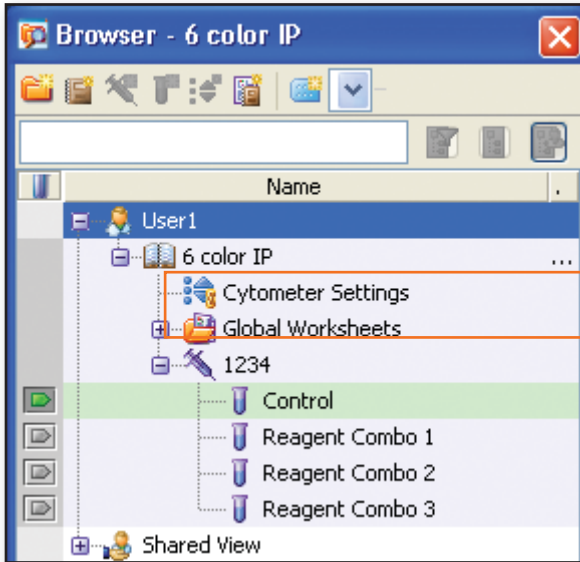 Browser - 6 color IP
Name .
User1
6 color IP ...
Cytometer Settings
Global Worksheets
1234
Control
Reagent Combo 1
Reagent Combo 2
Reagent Combo 3
Shared View